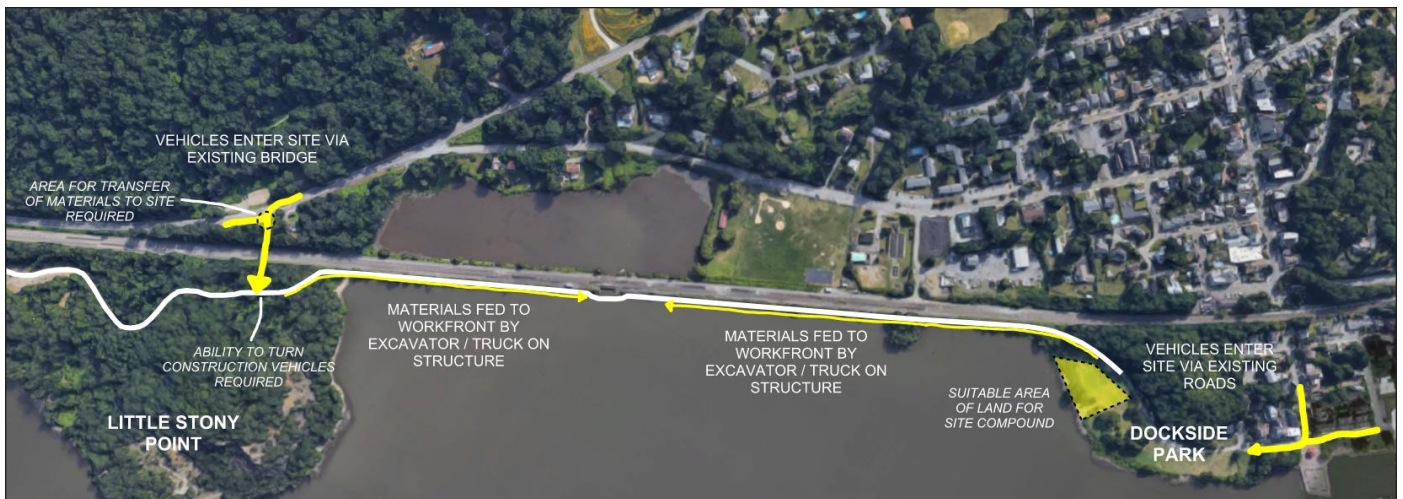 VEHICLES ENTER SITE VIA
EXISTING BRIDGE
AREA FOR TRANSFER
OF MATERIALS TO SITE
REQUIRED
MATERIALS FED TO
WORKFRONT BY
EXCAVATOR / TRUCK ON
STRUCTURE
ABILITY TO TURN
CONSTRUCTION VEHICLES
REQUIRED
LITTLE STONY
POINT
MATERIALS FED TO
WORKFRONT BY
EXCAVATOR / TRUCK ON
STRUCTURE
VEHICLES ENTER
SITE VIA EXISTING
ROADS
SUITABLE AREA
OF LAND FOR
SITE COMPOUND
DOCKSIDE
PARK